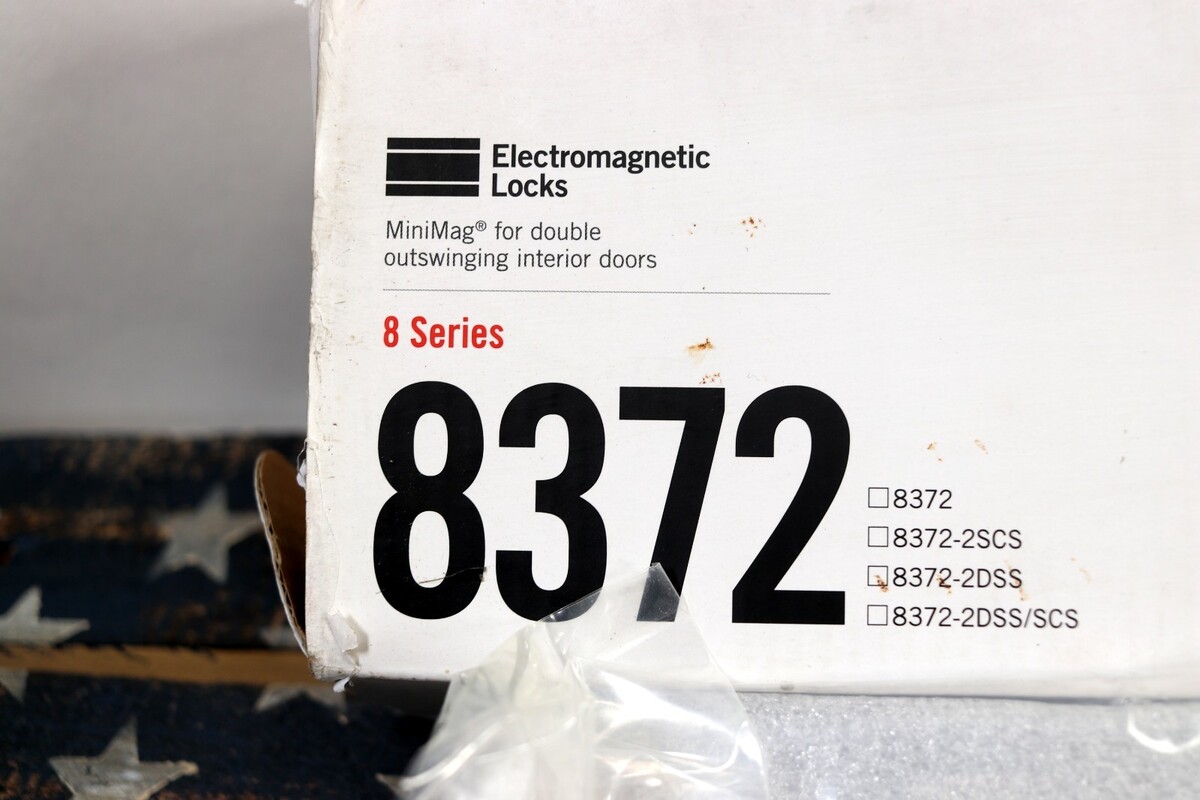 Electromagnetic
Locks
MiniMag® for double
outswinging interior doors
8 Series
8372
☐8372
☐8372-2SCS
☐8372-2DSS
☐8372-2DSS/SCS